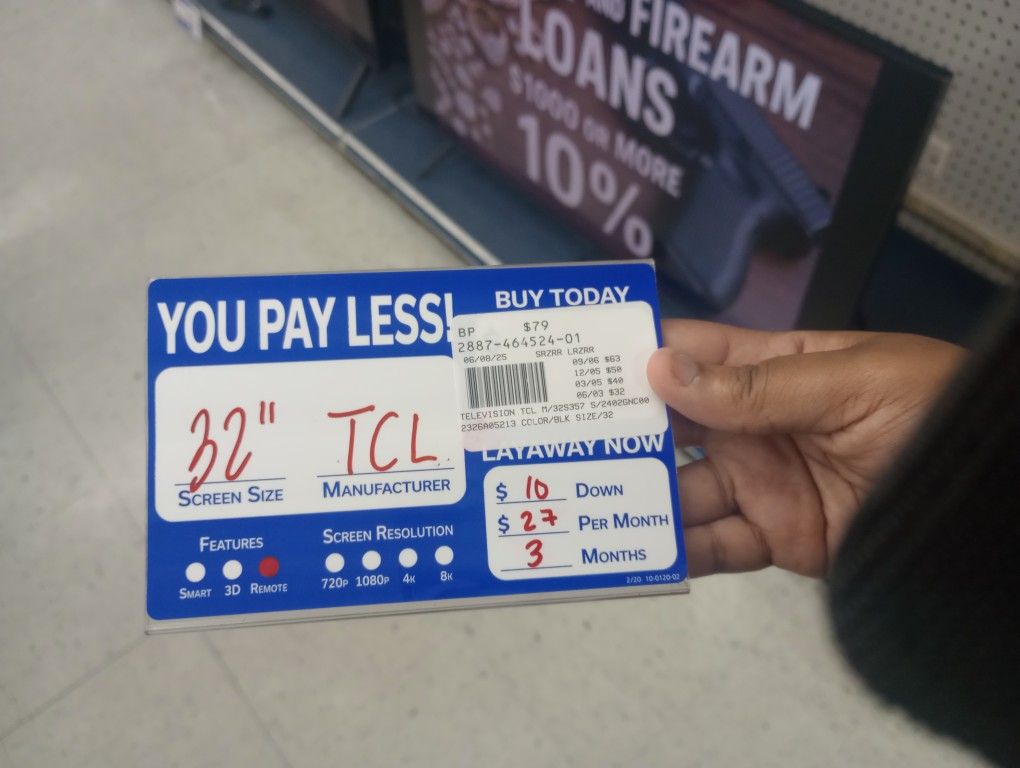 AND FIREARM
LOANS
$1000 OR MORE
10%
YOU PAY LESS!
BUY TODAY
BP $79
2887-464524-01
06/08/25 SRZRR LRZRR
09/06 $63
12/05 $50
03/05 $40
06/03 $32
TELEVISION TCL M/32S357 S/2402GNC00
2326A05213 COLOR/BLK SIZE/32
32" TCL
SCREEN SIZE MANUFACTURER
LAYAWAY NOW
$ 10 DOWN
$ 27 PER MONTH
3 MONTHS
FEATURES
SMART 3D REMOTE
SCREEN RESOLUTION
720P 1080P 4K 8K
2/20 10-0120-02